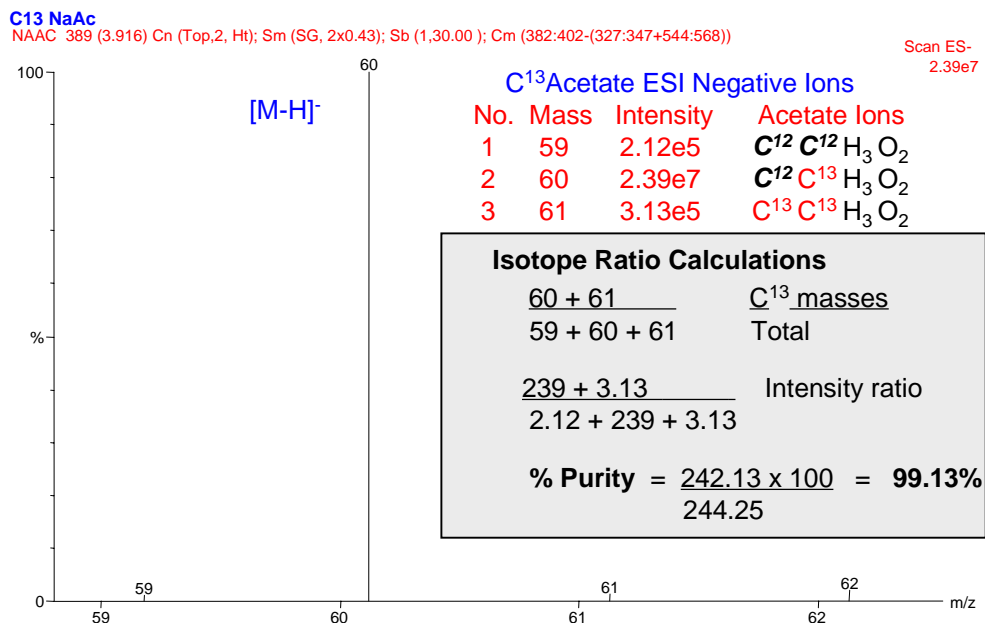 C13 NaAc
NAAC 389 (3.916) Cn (Top,2, Ht); Sm (SG, 2x0.43); Sb (1,30.00 ); Cm (382:402-(327:347+544:568))
Scan ES-
2.39e7
100
60
[M-H]⁻
C¹³Acetate ESI Negative Ions
No. Mass Intensity Acetate Ions
1 59 2.12e5 C¹² C¹² H₃ O₂
2 60 2.39e7 C¹² C¹³ H₃ O₂
3 61 3.13e5 C¹³ C¹³ H₃ O₂
Isotope Ratio Calculations
60 + 61 C¹³ masses
59 + 60 + 61 Total
239 + 3.13 Intensity ratio
2.12 + 239 + 3.13
% Purity = 242.13 x 100 = 99.13%
244.25
%
59 61 62
0 m/z
59 60 61 62